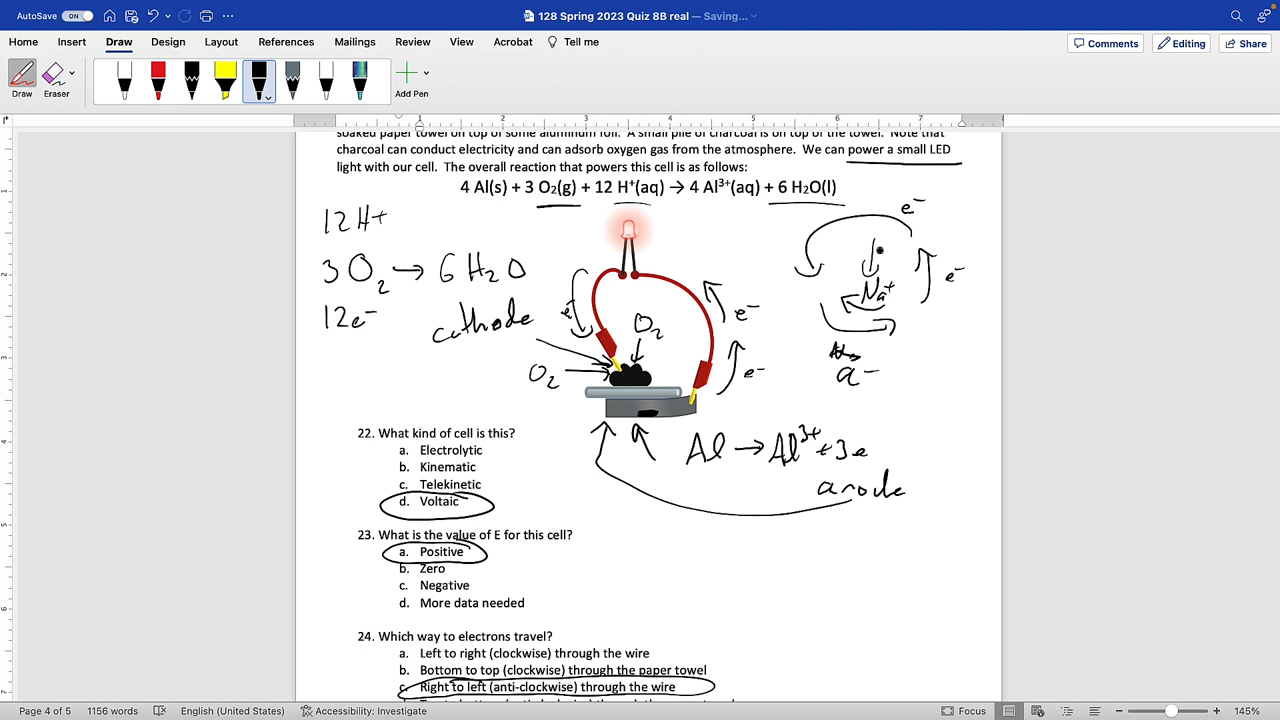 AutoSave ON 128 Spring 2023 Quiz 8B real — Saving...
Home Insert Draw Design Layout References Mailings Review View Acrobat Tell me Comments Editing Share
Draw Eraser Add Pen
1 2 3 4 5 6 7
soaked paper towel on top of some aluminum foil. A small pile of charcoal is on top of the towel. Note that
charcoal can conduct electricity and can adsorb oxygen gas from the atmosphere. We can power a small LED
light with our cell. The overall reaction that powers this cell is as follows:
4 Al(s) + 3 O₂(g) + 12 H⁺(aq) → 4 Al³⁺(aq) + 6 H₂O(l)
12H+
3O₂ → 6H₂O
12e⁻
cathode
e⁻
O₂
O₂
e⁻
e⁻
e⁻
e⁻
Na⁺
a⁻
Al → Al³⁺ + 3e
anode
22. What kind of cell is this?
a. Electrolytic
b. Kinematic
c. Telekinetic
d. Voltaic
23. What is the value of E for this cell?
a. Positive
b. Zero
c. Negative
d. More data needed
24. Which way to electrons travel?
a. Left to right (clockwise) through the wire
b. Bottom to top (clockwise) through the paper towel
c. Right to left (anti-clockwise) through the wire
Page 4 of 5 1156 words English (United States) Accessibility: Investigate Focus 145%